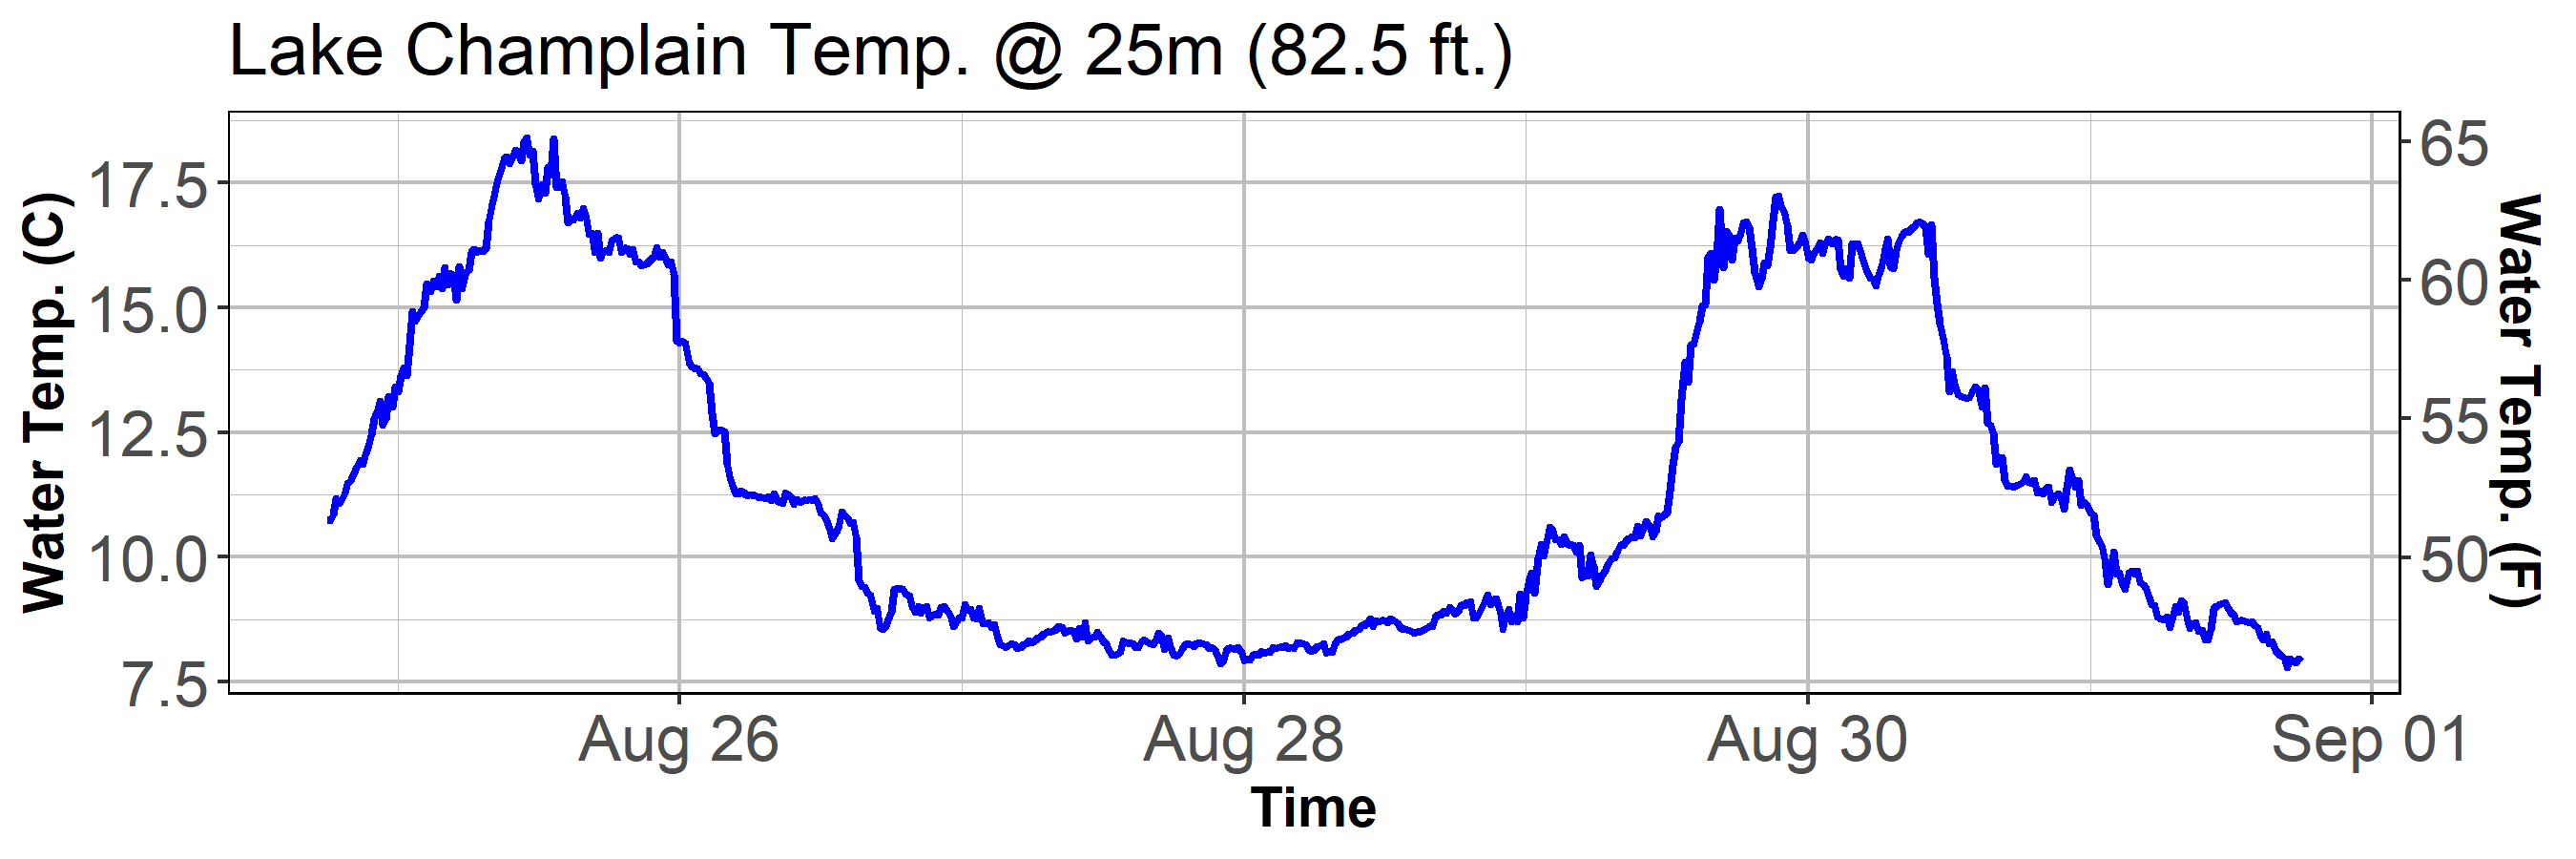 Lake Champlain Temp. @ 25m (82.5 ft.)
Water Temp. (C)
17.5
15.0
12.5
10.0
7.5
65
60
55
50
Water Temp. (F)
Aug 26 Aug 28 Aug 30 Sep 01
Time